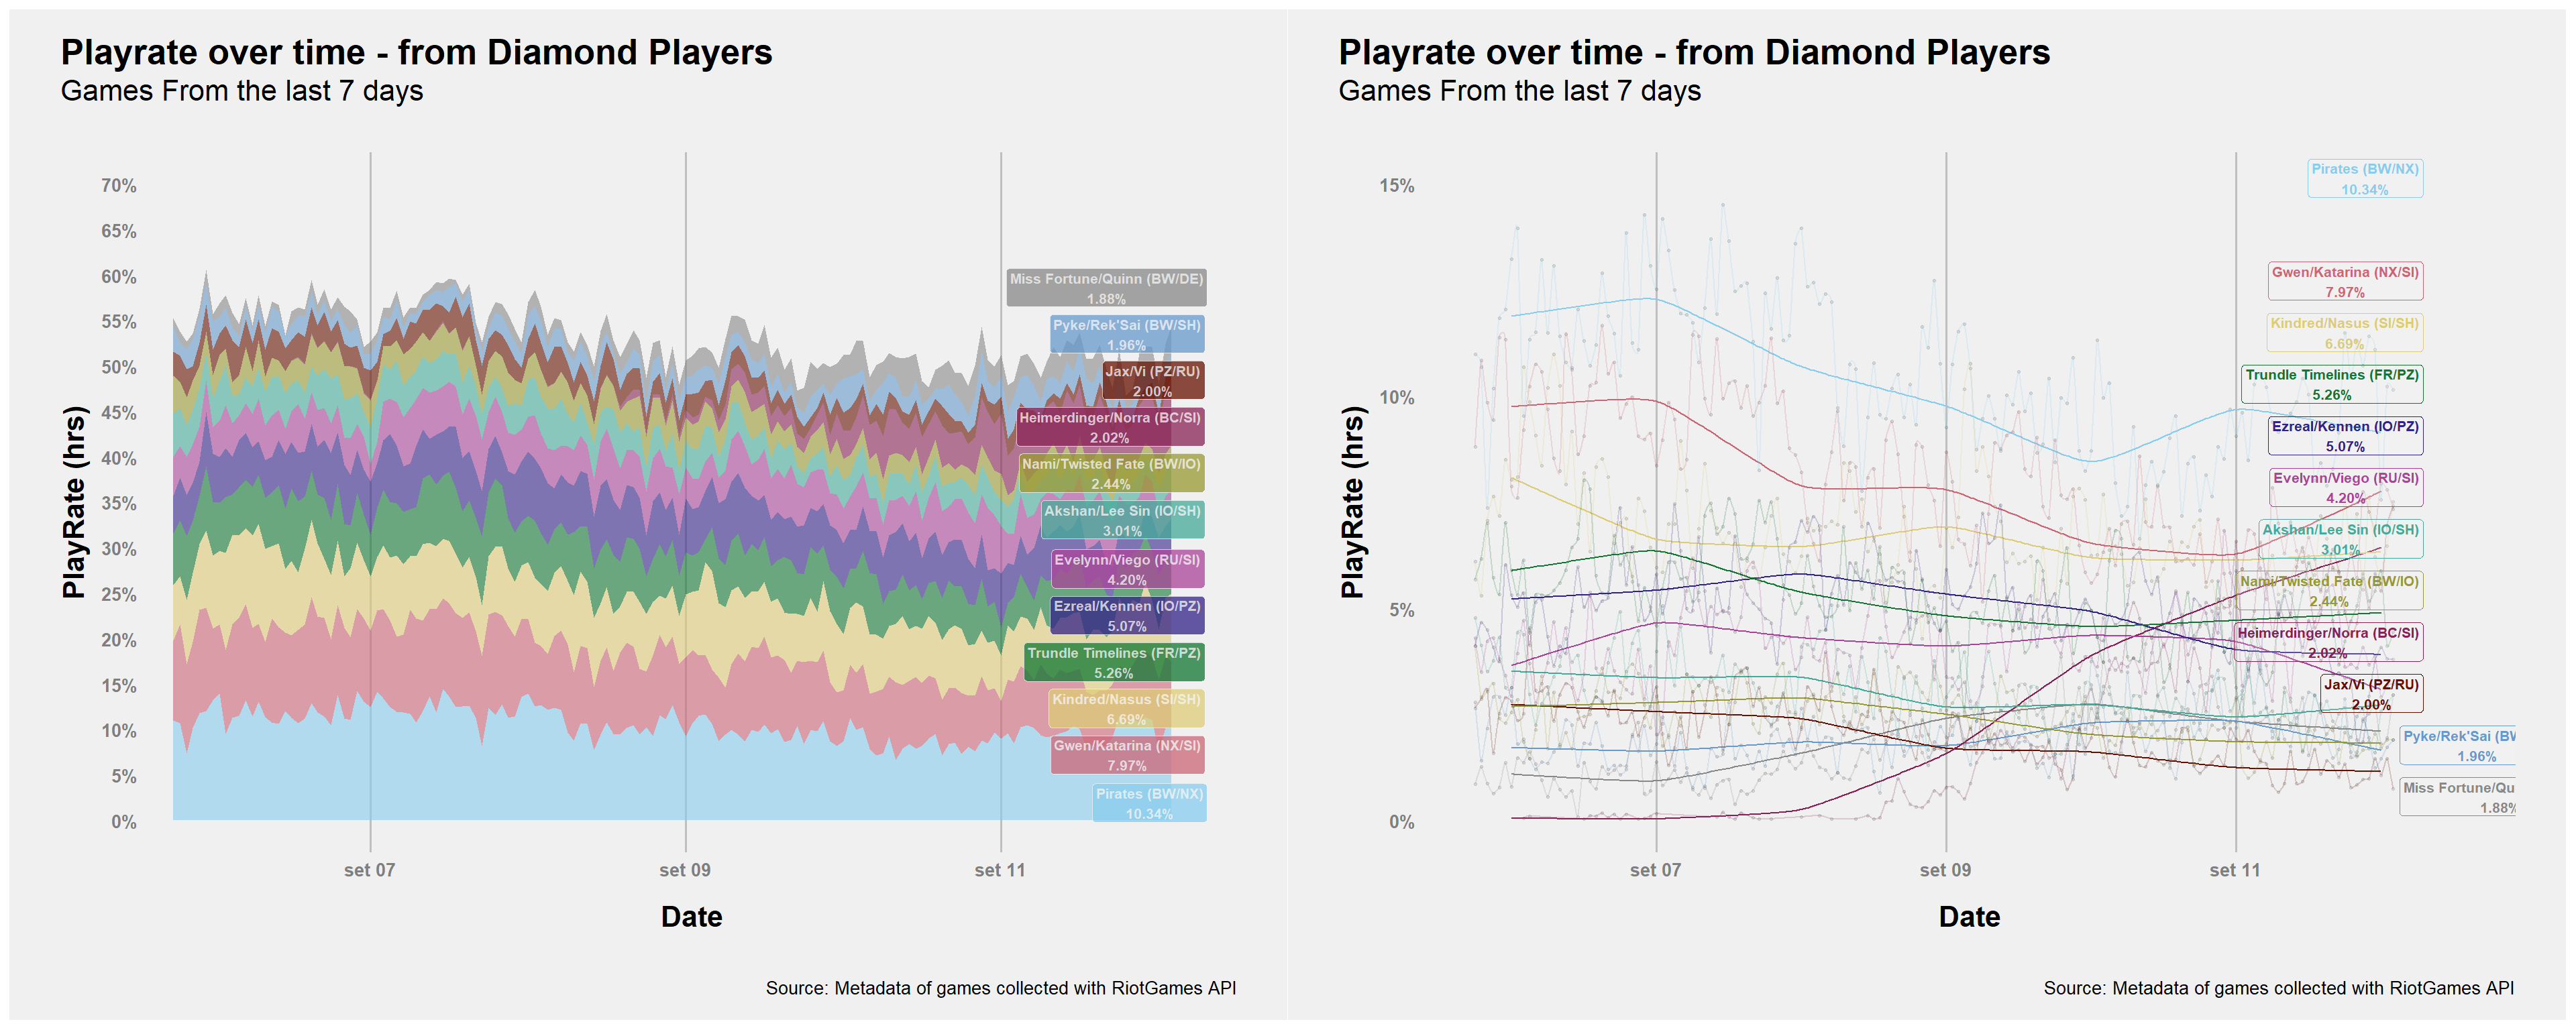 Playrate over time - from Diamond Players
Games From the last 7 days
PlayRate (hrs)
70%
65%
60%
55%
50%
45%
40%
35%
30%
25%
20%
15%
10%
5%
0%
Miss Fortune/Quinn (BW/DE)
1.88%
Pyke/Rek'Sai (BW/SH)
1.96%
Jax/Vi (PZ/RU)
2.00%
Heimerdinger/Norra (BC/SI)
2.02%
Nami/Twisted Fate (BW/IO)
2.44%
Akshan/Lee Sin (IO/SH)
3.01%
Evelynn/Viego (RU/SI)
4.20%
Ezreal/Kennen (IO/PZ)
5.07%
Trundle Timelines (FR/PZ)
5.26%
Kindred/Nasus (SI/SH)
6.69%
Gwen/Katarina (NX/SI)
7.97%
Pirates (BW/NX)
10.34%
set 07
set 09
set 11
Date
Source: Metadata of games collected with RiotGames API
Playrate over time - from Diamond Players
Games From the last 7 days
PlayRate (hrs)
15%
10%
5%
0%
Pirates (BW/NX)
10.34%
Gwen/Katarina (NX/SI)
7.97%
Kindred/Nasus (SI/SH)
6.69%
Trundle Timelines (FR/PZ)
5.26%
Ezreal/Kennen (IO/PZ)
5.07%
Evelynn/Viego (RU/SI)
4.20%
Akshan/Lee Sin (IO/SH)
3.01%
Nami/Twisted Fate (BW/IO)
2.44%
Heimerdinger/Norra (BC/SI)
2.02%
Jax/Vi (PZ/RU)
2.00%
Pyke/Rek'Sai
1.96%
Miss Fortune/Qu
1.88%
set 07
set 09
set 11
Date
Source: Metadata of games collected with RiotGames API